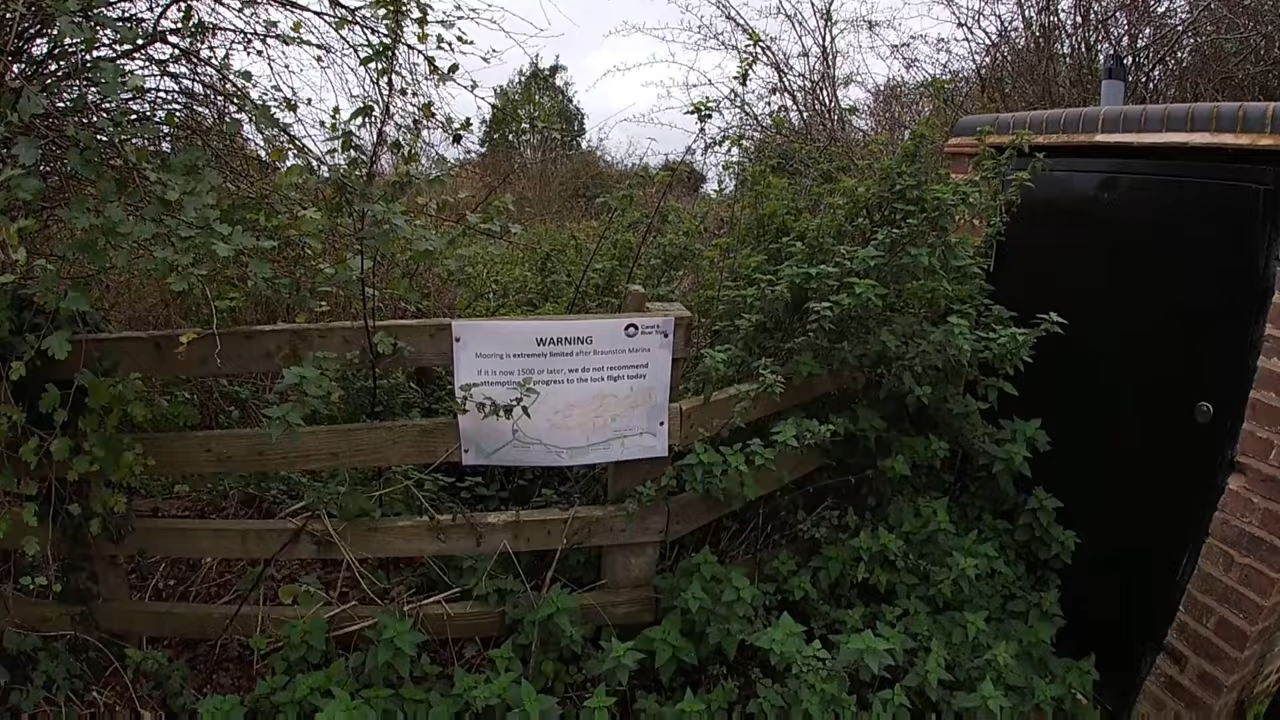 Canal &
River Trust
WARNING
Mooring is extremely limited after Braunston Marina
If it is now 1500 or later, we do not recommend
attempting progress to the lock flight today